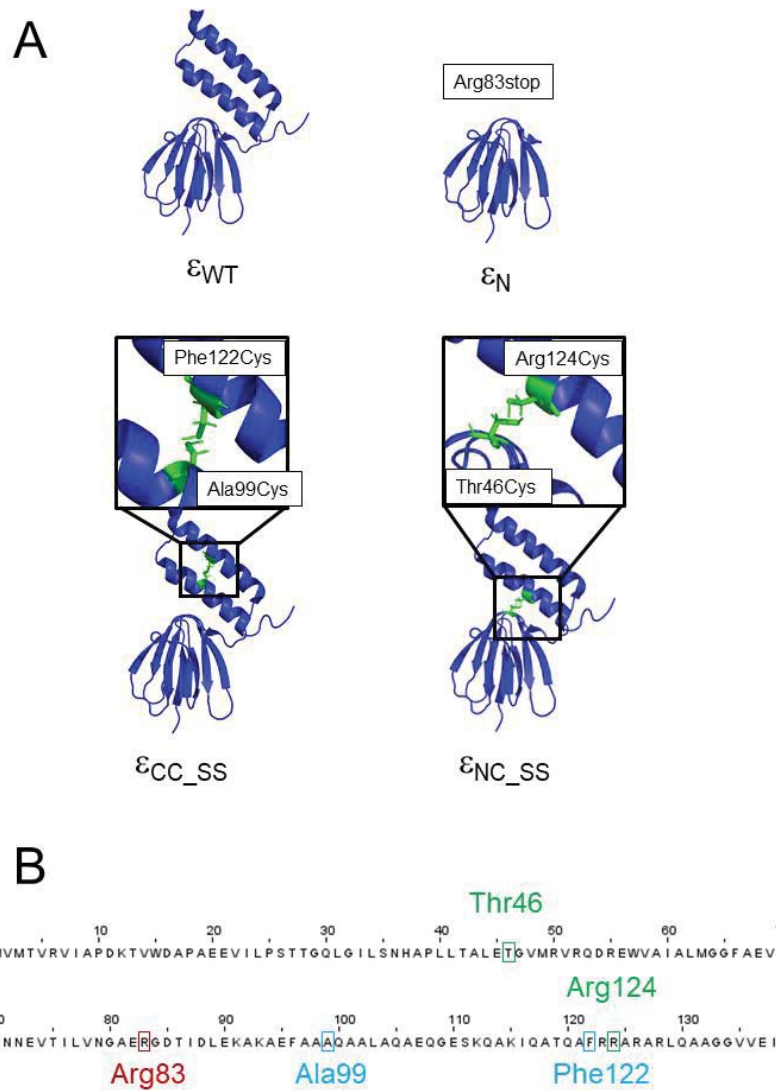 A
Arg83stop
εWT
εN
Phe122Cys
Ala99Cys
Arg124Cys
Thr46Cys
εCC_SS
εNC_SS
B
Thr46
10 20 30 40 50 60
VMTVRVIAPDKTVWDAPAEEVILPSTTGQLGILSNHAPLLTALETGVMRVRQDREWVAIALMGGFAEV
Arg124
80 90 100 110 120 130
NNEVTILVNGAERGDTIDLEKAKAEFAAAQAALAQAEQGESKQAKIQATQAFRRARARLQAAGGVVEI
Arg83 Ala99 Phe122